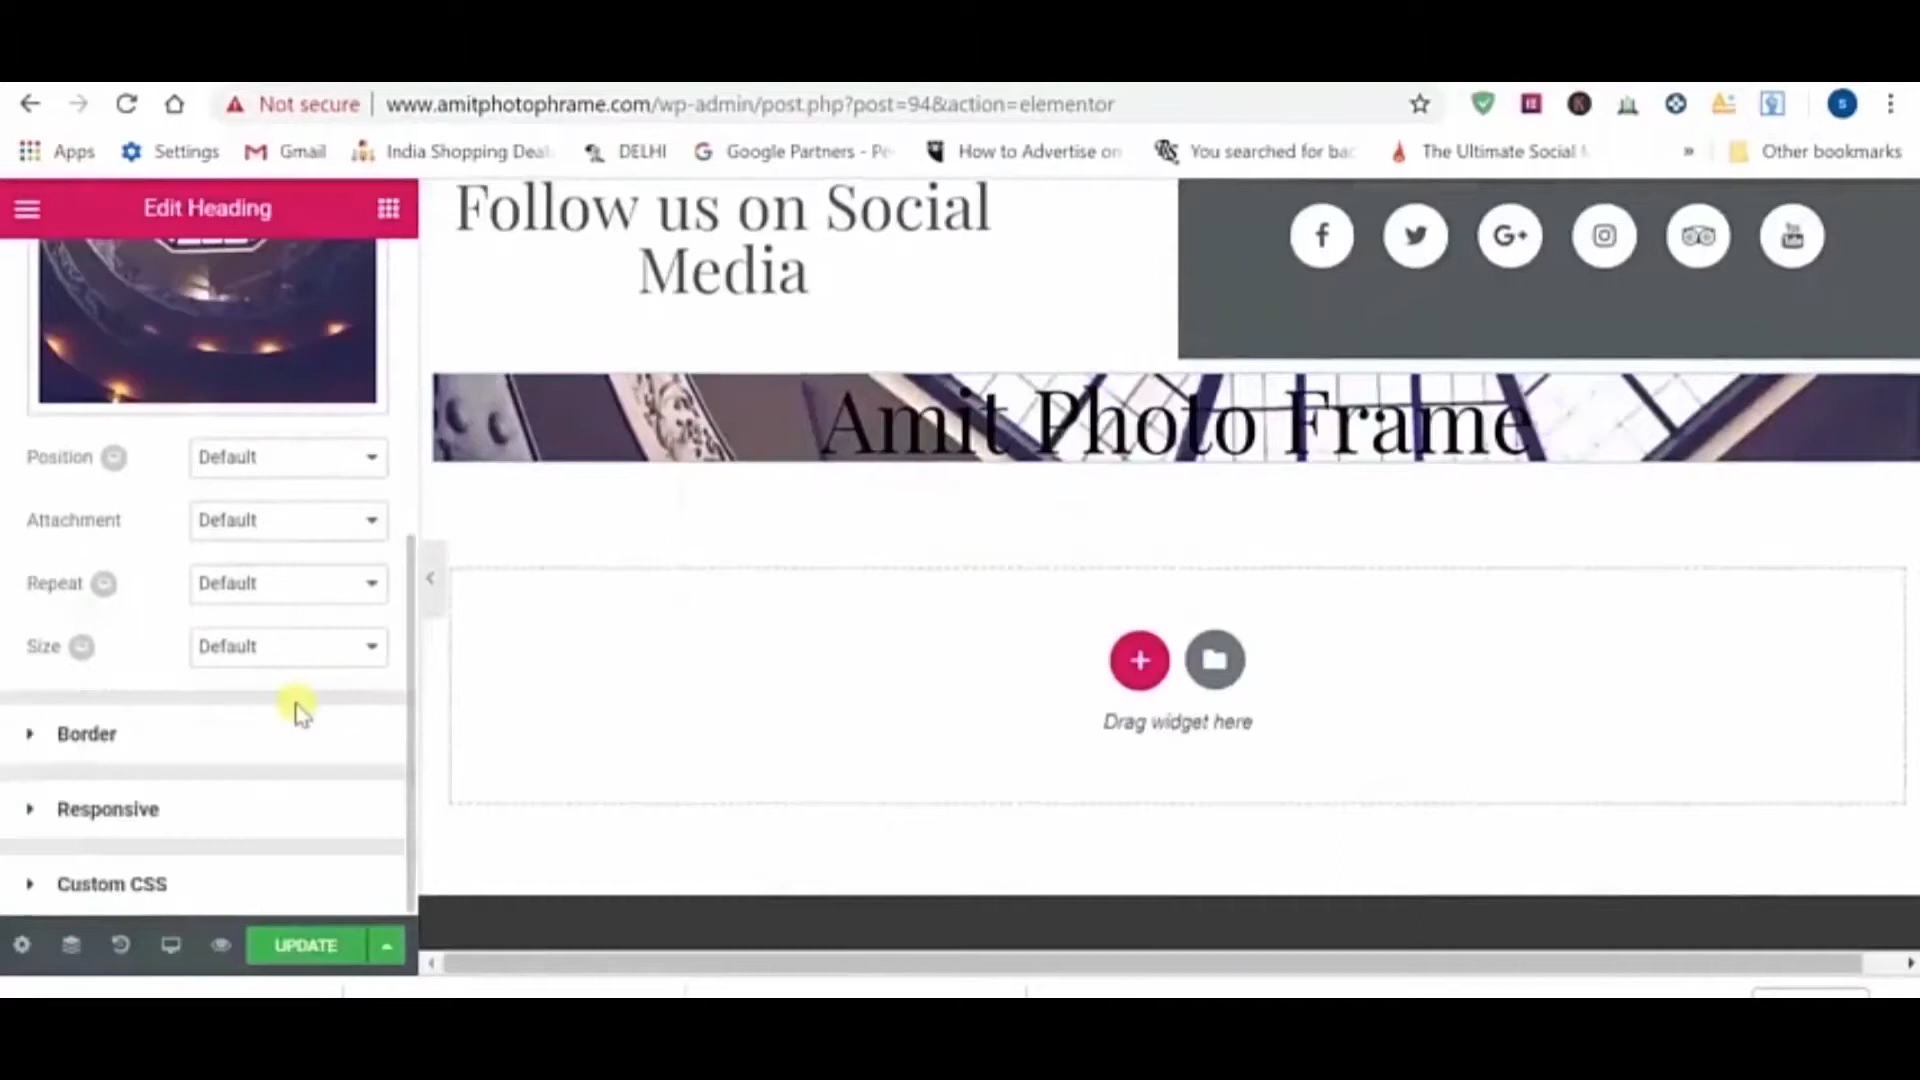 Not secure
www.amitphotophrame.com/wp-admin/post.php?post=94&action=elementor
S
Apps
Settings
Gmail
India Shopping Deal
DELHI
Google Partners - Pe
How to Advertise on
You searched for bac
The Ultimate Social
»
Other bookmarks
Edit Heading
Follow us on Social
Media
Amit Photo Frame
Position
Default
Attachment
Default
Repeat
Default
Size
Default
Drag widget here
Border
Responsive
Custom CSS
UPDATE